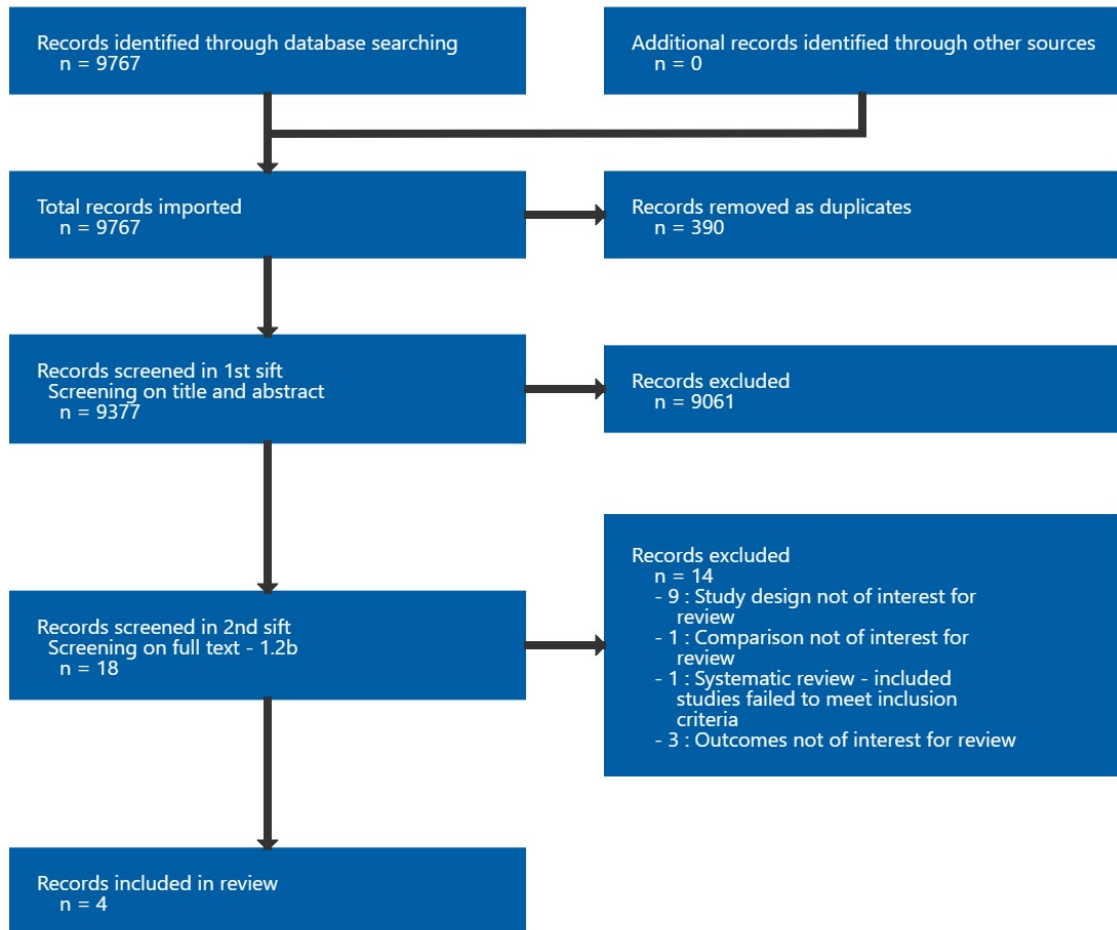 Records identified through database searching
n = 9767
Additional records identified through other sources
n = 0
Total records imported
n = 9767
Records removed as duplicates
n = 390
Records screened in 1st sift
Screening on title and abstract
n = 9377
Records excluded
n = 9061
Records screened in 2nd sift
Screening on full text - 1.2b
n = 18
Records excluded
n = 14
- 9 : Study design not of interest for
review
- 1 : Comparison not of interest for
review
- 1 : Systematic review - included
studies failed to meet inclusion
criteria
- 3 : Outcomes not of interest for review
Records included in review
n = 4